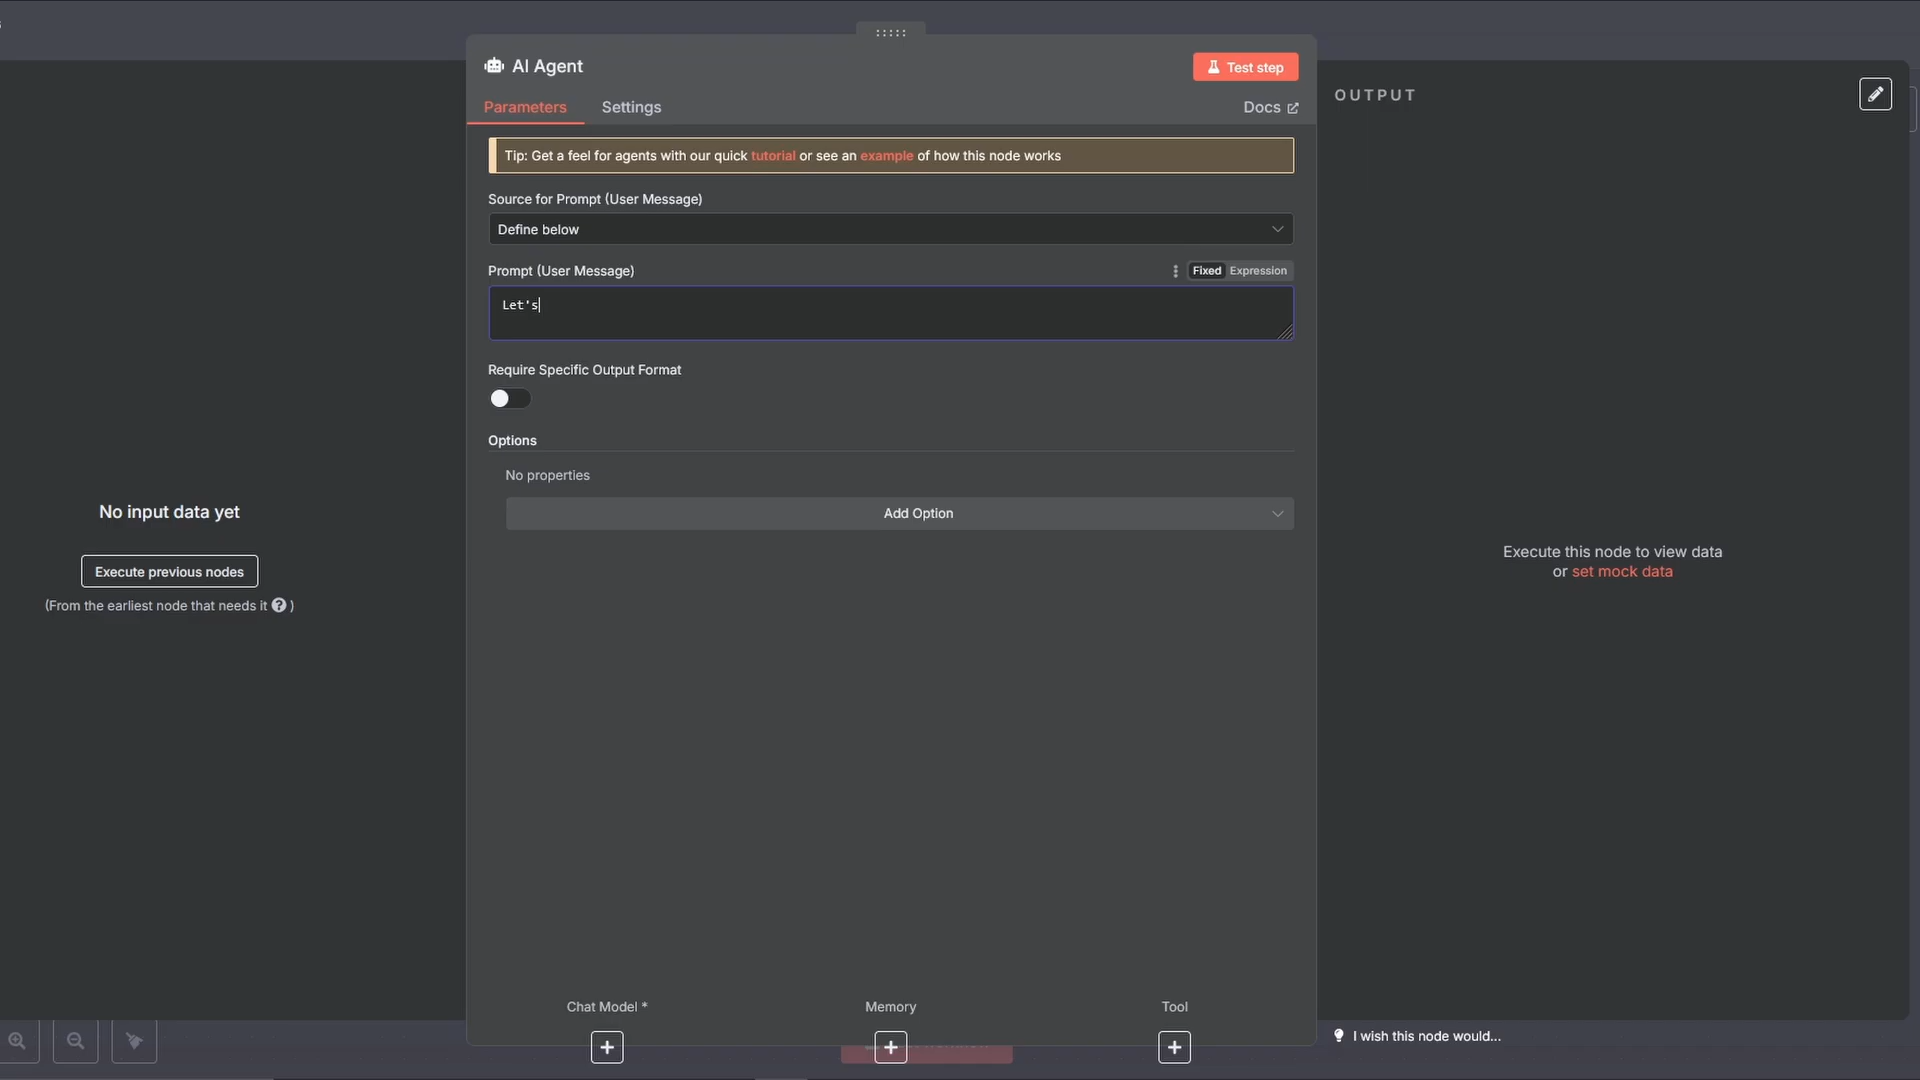 AI Agent
Test step
Parameters
Settings
Docs
OUTPUT
Tip: Get a feel for agents with our quick tutorial or see an example of how this node works
Source for Prompt (User Message)
Define below
Prompt (User Message)
Fixed
Expression
Let's
Require Specific Output Format
Options
No properties
Add Option
No input data yet
Execute previous nodes
(From the earliest node that needs it ? )
Execute this node to view data
or set mock data
Chat Model *
Memory
Tool
I wish this node would...